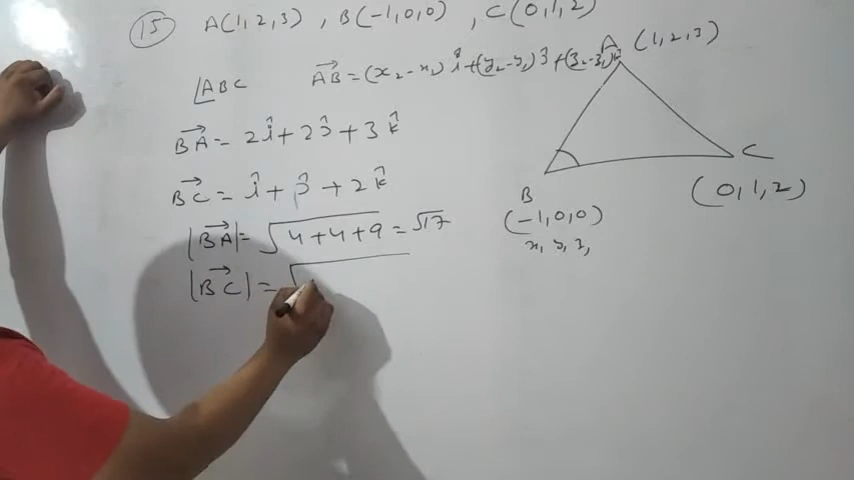 15 A(1,2,3) , B(-1,0,0) , C(0,1,2)
∠ABC
AB⃗ = (x₂-x₁)î+(y₂-y₁)ĵ+(z₂-z₁)k̂
BA⃗ = 2î+2ĵ+3k̂
BC⃗ = î+ĵ+2k̂
|BA⃗| = √4+4+9 = √17
|BC⃗| = √
A (1,2,3)
C
(0,1,2)
B
(-1,0,0)
x₁ y₁ z₁